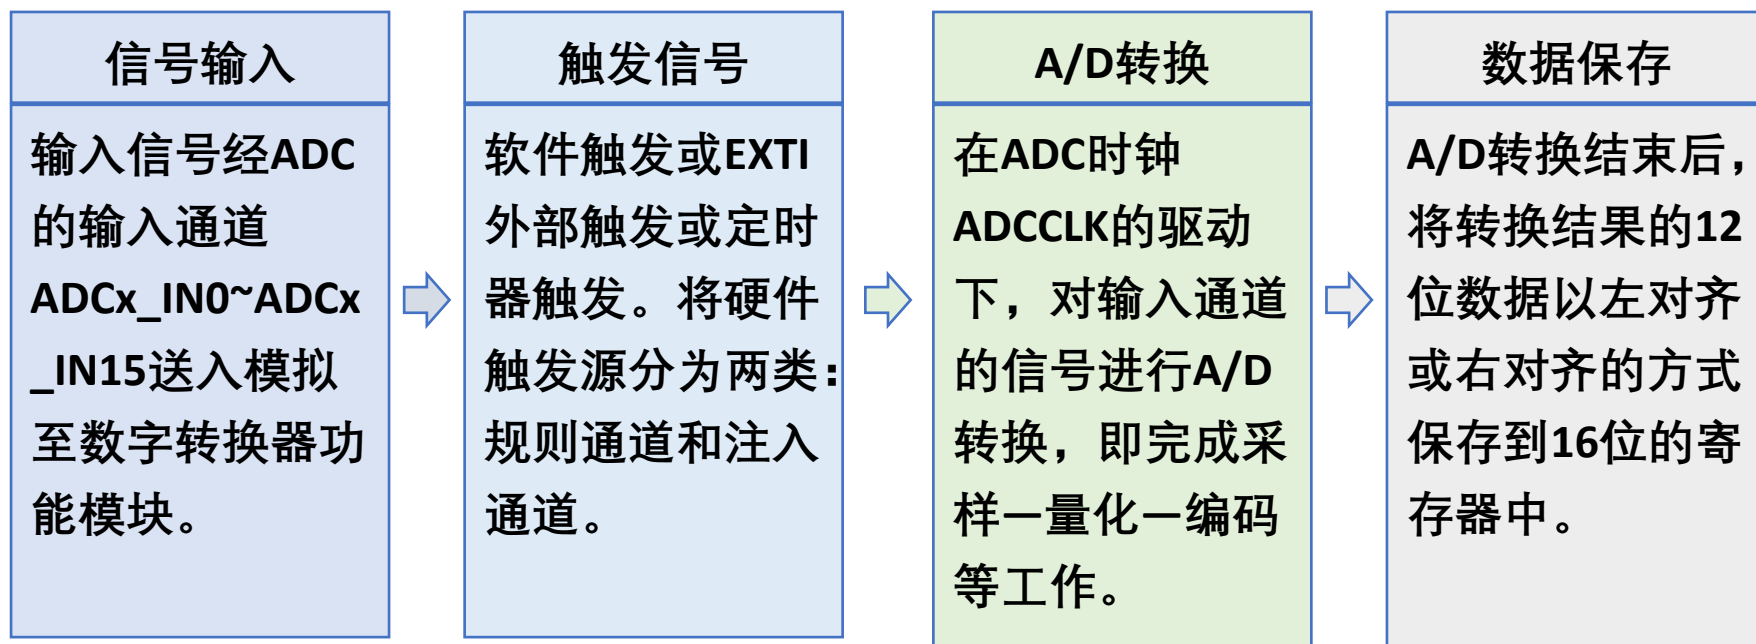 信号输入
输入信号经ADC
的输入通道
ADCx_IN0~ADCx
_IN15送入模拟
至数字转换器功
能模块。
触发信号
软件触发或EXTI
外部触发或定时
器触发。将硬件
触发源分为两类：
规则通道和注入
通道。
A/D转换
在ADC时钟
ADCCLK的驱动
下，对输入通道
的信号进行A/D
转换，即完成采
样—量化—编码
等工作。
数据保存
A/D转换结束后，
将转换结果的12
位数据以左对齐
或右对齐的方式
保存到16位的寄
存器中。